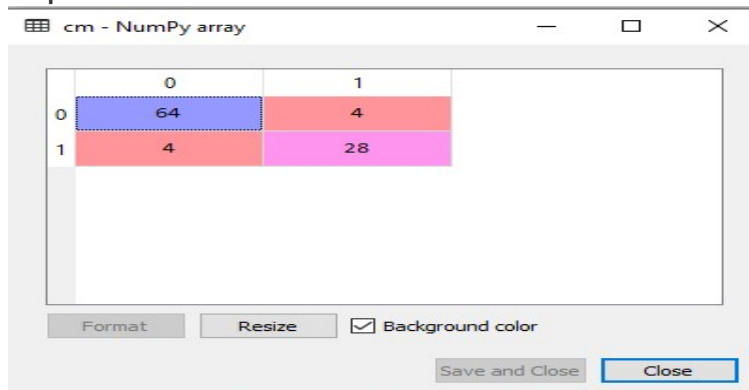 cm - NumPy array
0 1
0 64 4
1 4 28
Format Resize Background color
Save and Close Close